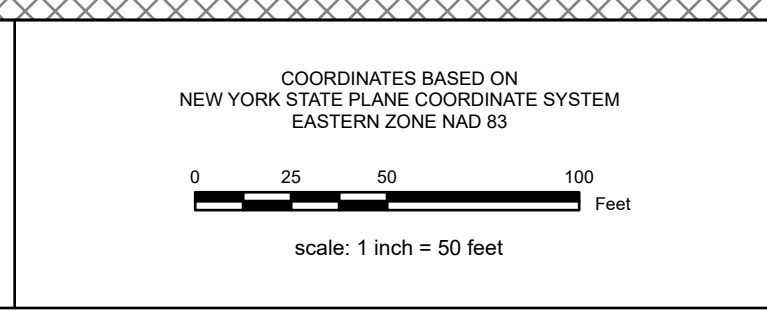 COORDINATES BASED ON
NEW YORK STATE PLANE COORDINATE SYSTEM
EASTERN ZONE NAD 83
0 25 50 100
Feet
scale: 1 inch = 50 feet